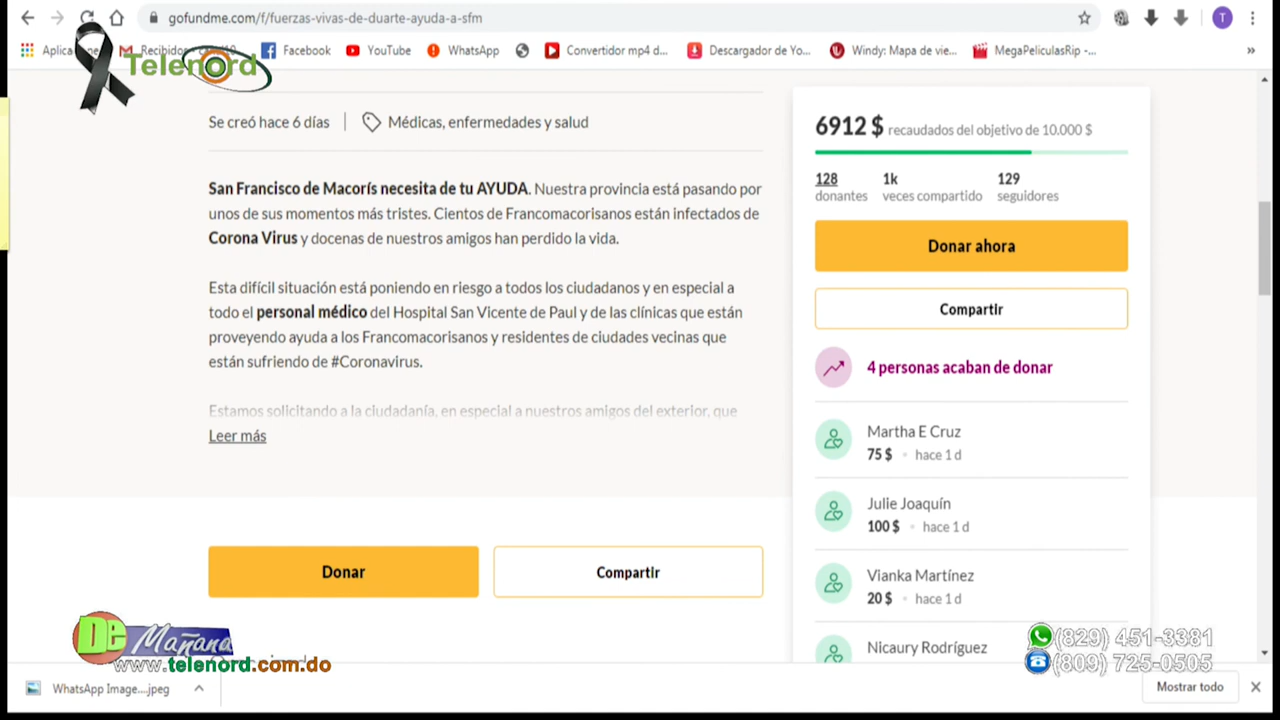 gofundme.com/f/fuerzas-vivas-de-duarte-ayuda-a-sfm
T
Facebook
YouTube
WhatsApp
Convertidor mp4 d...
Descargador de Yo...
Windy: Mapa de vie...
MegaPeliculasRip -...
»
Telenord
Se creó hace 6 días
Médicas, enfermedades y salud
San Francisco de Macorís necesita de tu AYUDA. Nuestra provincia está pasando por
unos de sus momentos más tristes. Cientos de Francomacorisanos están infectados de
Corona Virus y docenas de nuestros amigos han perdido la vida.
Esta difícil situación está poniendo en riesgo a todos los ciudadanos y en especial a
todo el personal médico del Hospital San Vicente de Paul y de las clínicas que están
proveyendo ayuda a los Francomacorisanos y residentes de ciudades vecinas que
están sufriendo de #Coronavirus.
Estamos solicitando a la ciudadanía, en especial a nuestros amigos del exterior, que
Leer más
Donar
Compartir
6912 $ recaudados del objetivo de 10.000 $
128 1k 129
donantes veces compartido seguidores
Donar ahora
Compartir
4 personas acaban de donar
Martha E Cruz
75 $ • hace 1 d
Julie Joaquín
100 $ • hace 1 d
Vianka Martínez
20 $ • hace 1 d
Nicaury Rodríguez
De Mañana
www.telenord.com.do
(829) 451-3381
(809) 725-0505
WhatsApp Image....jpeg
Mostrar todo